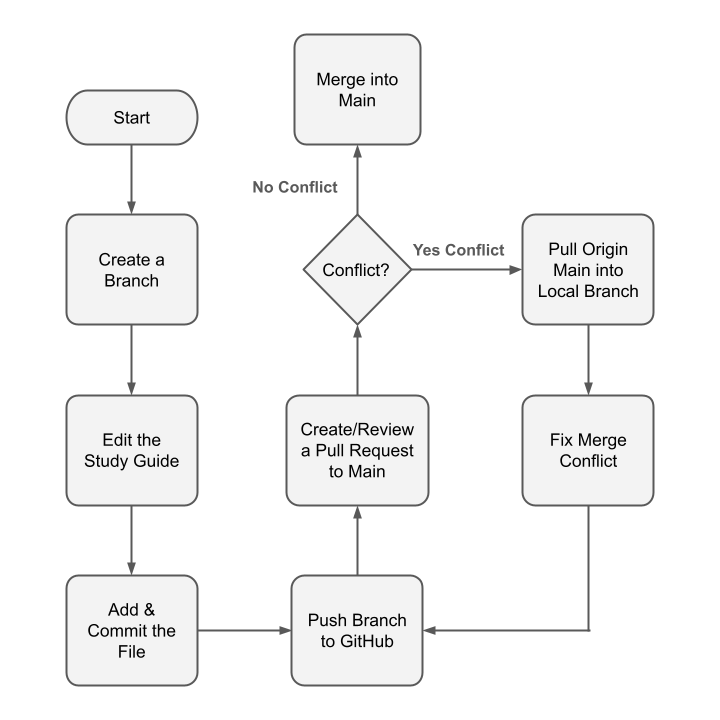 Start
Create a
Branch
Edit the
Study Guide
Add &
Commit the
File
Push Branch
to GitHub
Create/Review
a Pull Request
to Main
Conflict?
No Conflict
Merge into
Main
Yes Conflict
Pull Origin
Main into
Local Branch
Fix Merge
Conflict